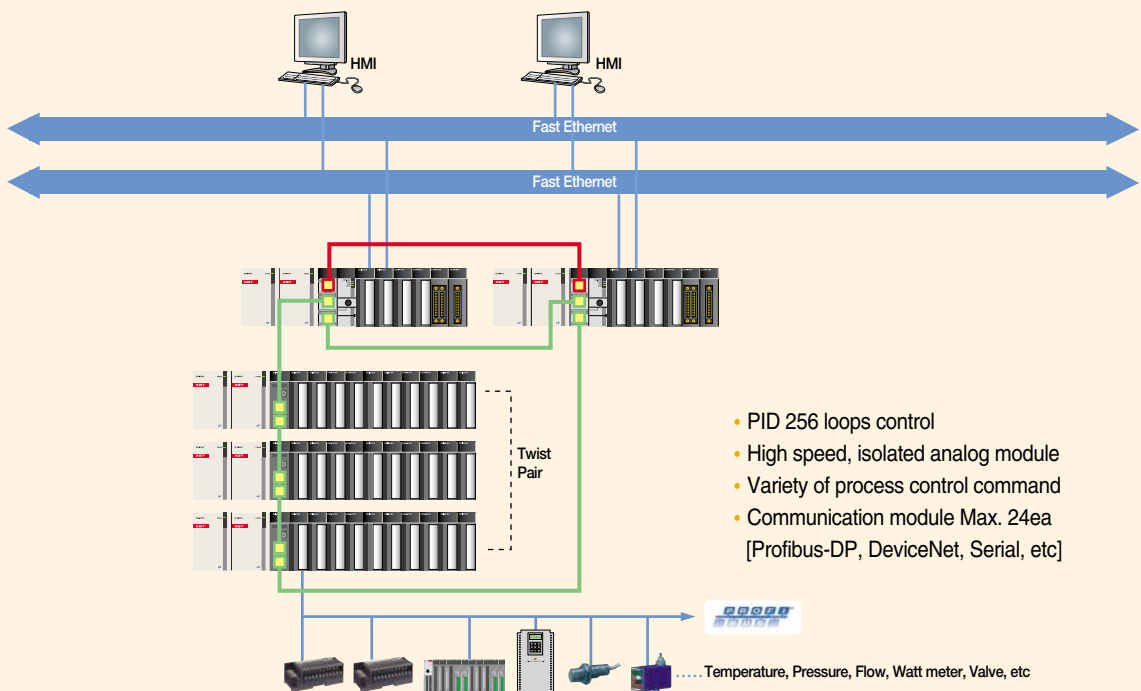 HMI
HMI
Fast Ethernet
Fast Ethernet
Twist
Pair
• PID 256 loops control
• High speed, isolated analog module
• Variety of process control command
• Communication module Max. 24ea
[Profibus-DP, DeviceNet, Serial, etc]
PROFI
BUS
.....Temperature, Pressure, Flow, Watt meter, Valve, etc